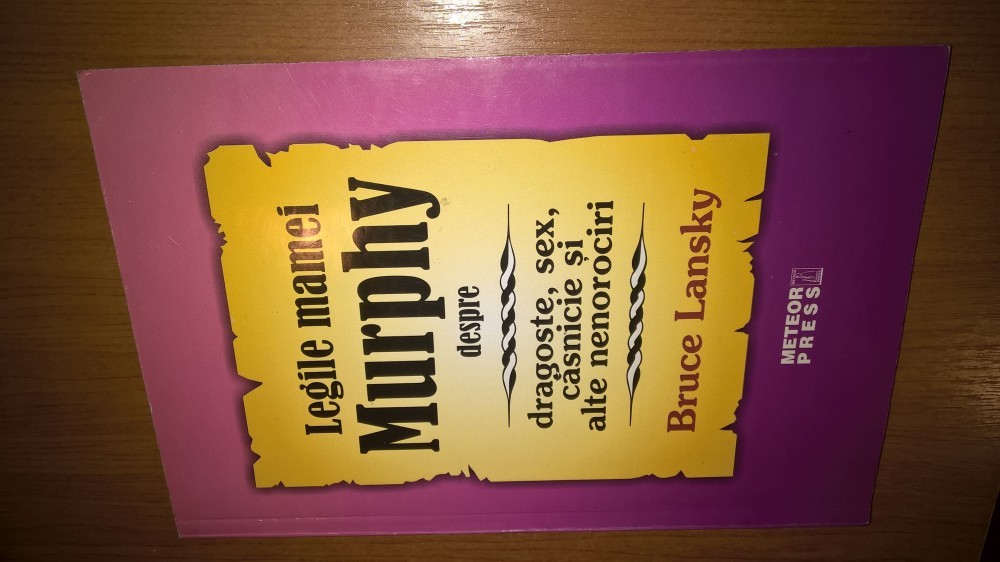 Legile mamei
Murphy
despre
dragoste, sex,
căsnicie și
alte nenorociri
Bruce Lansky
METEOR
PRESS